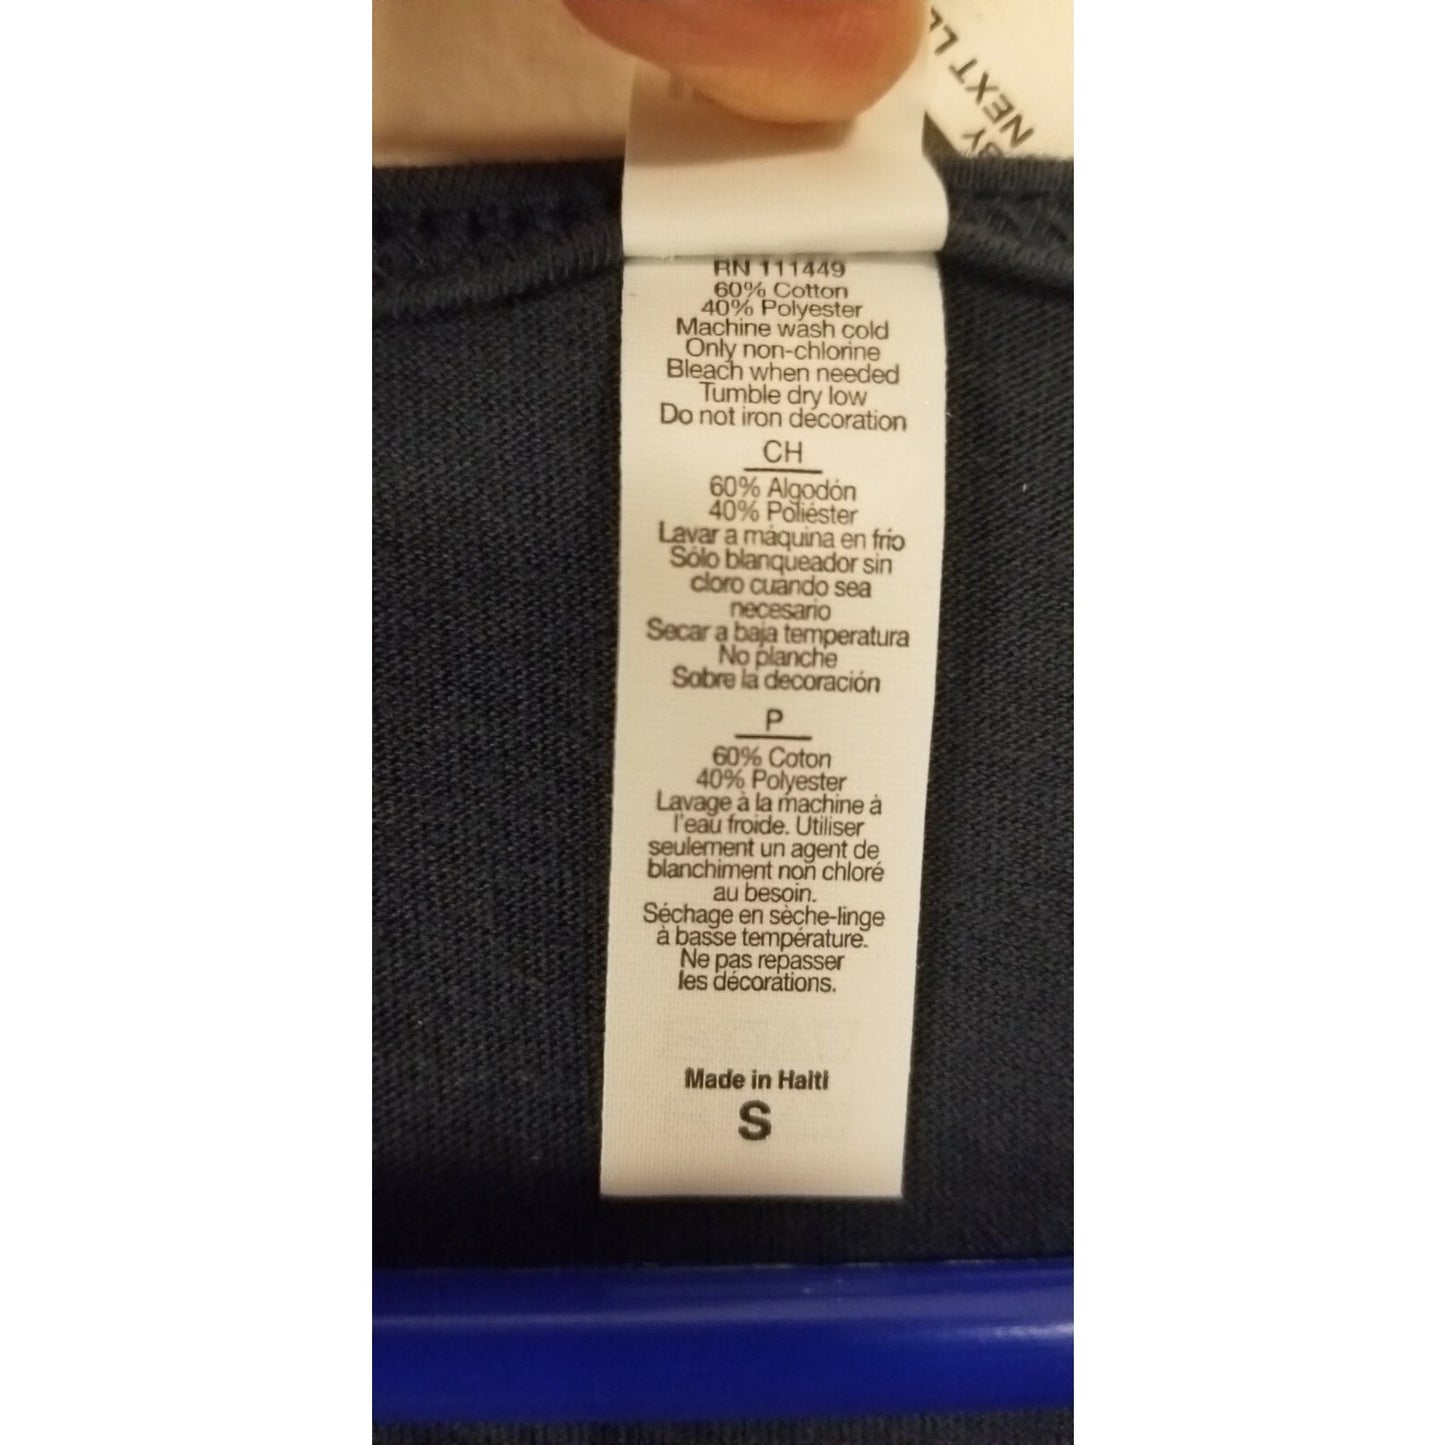 BY
NEXT
RN 111449
60% Cotton
40% Polyester
Machine wash cold
Only non-chlorine
Bleach when needed
Tumble dry low
Do not iron decoration
CH
60% Algodón
40% Poliéster
Lavar a máquina en frío
Sólo blanqueador sin
cloro cuando sea
necesario
Secar a baja temperatura
No planche
Sobre la decoración
P
60% Coton
40% Polyester
Lavage à la machine à
l'eau froide. Utiliser
seulement un agent de
blanchiment non chloré
au besoin.
Séchage en sèche-linge
à basse température.
Ne pas repasser
les décorations.
Made in Haiti
S